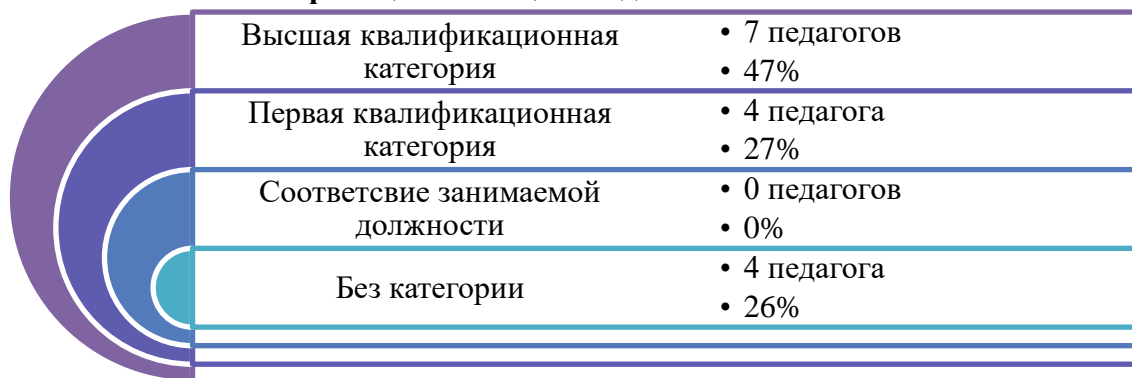 Высшая квалификационная
категория
• 7 педагогов
• 47%
Первая квалификационная
категория
• 4 педагога
• 27%
Соответсвие занимаемой
должности
• 0 педагогов
• 0%
Без категории
• 4 педагога
• 26%